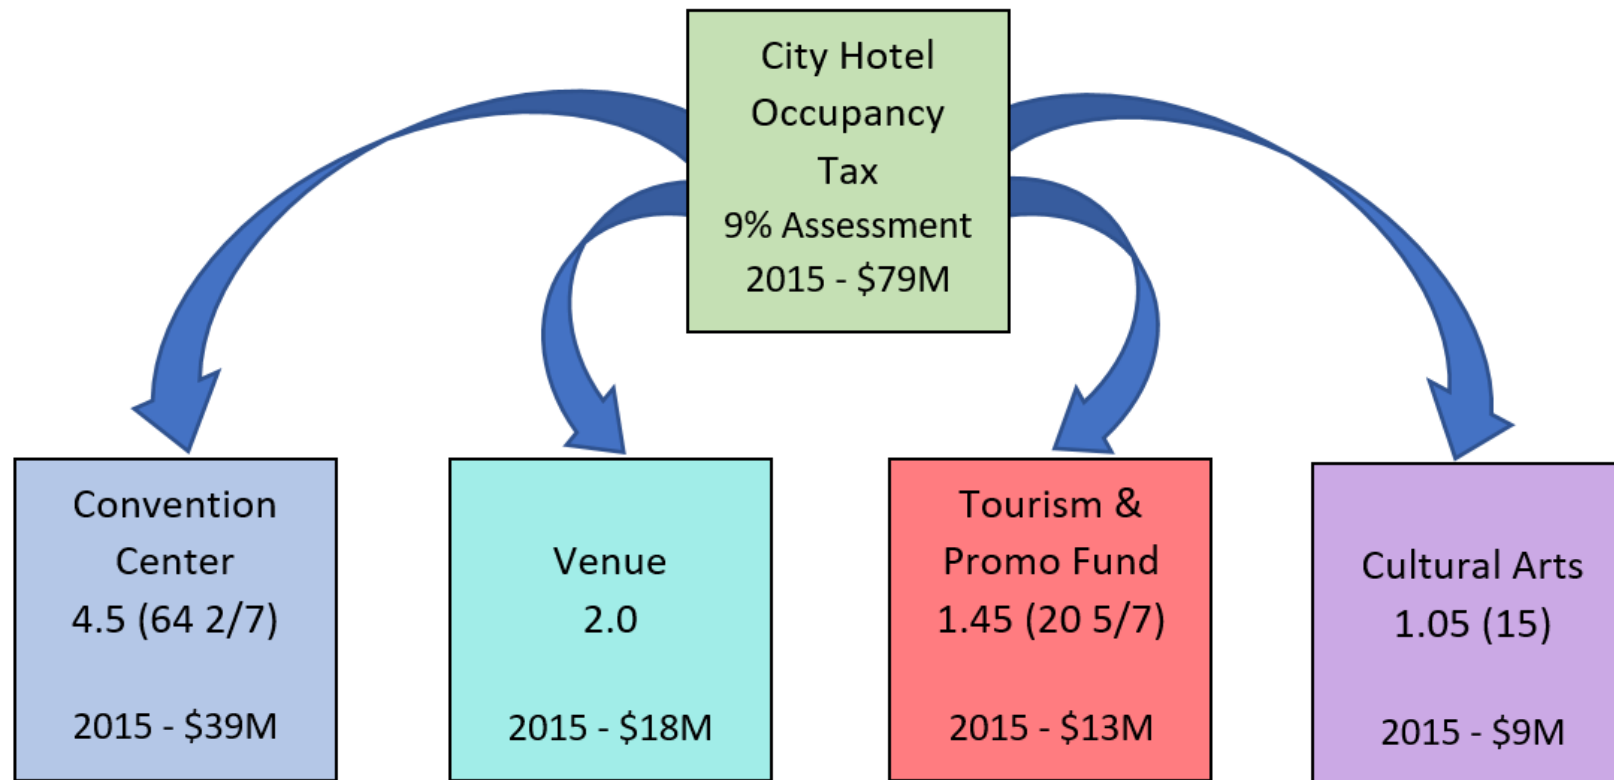 City Hotel
Occupancy
Tax
9% Assessment
2015 - $79M
Convention
Center
4.5 (64 2/7)
2015 - $39M
Venue
2.0
2015 - $18M
Tourism &
Promo Fund
1.45 (20 5/7)
2015 - $13M
Cultural Arts
1.05 (15)
2015 - $9M